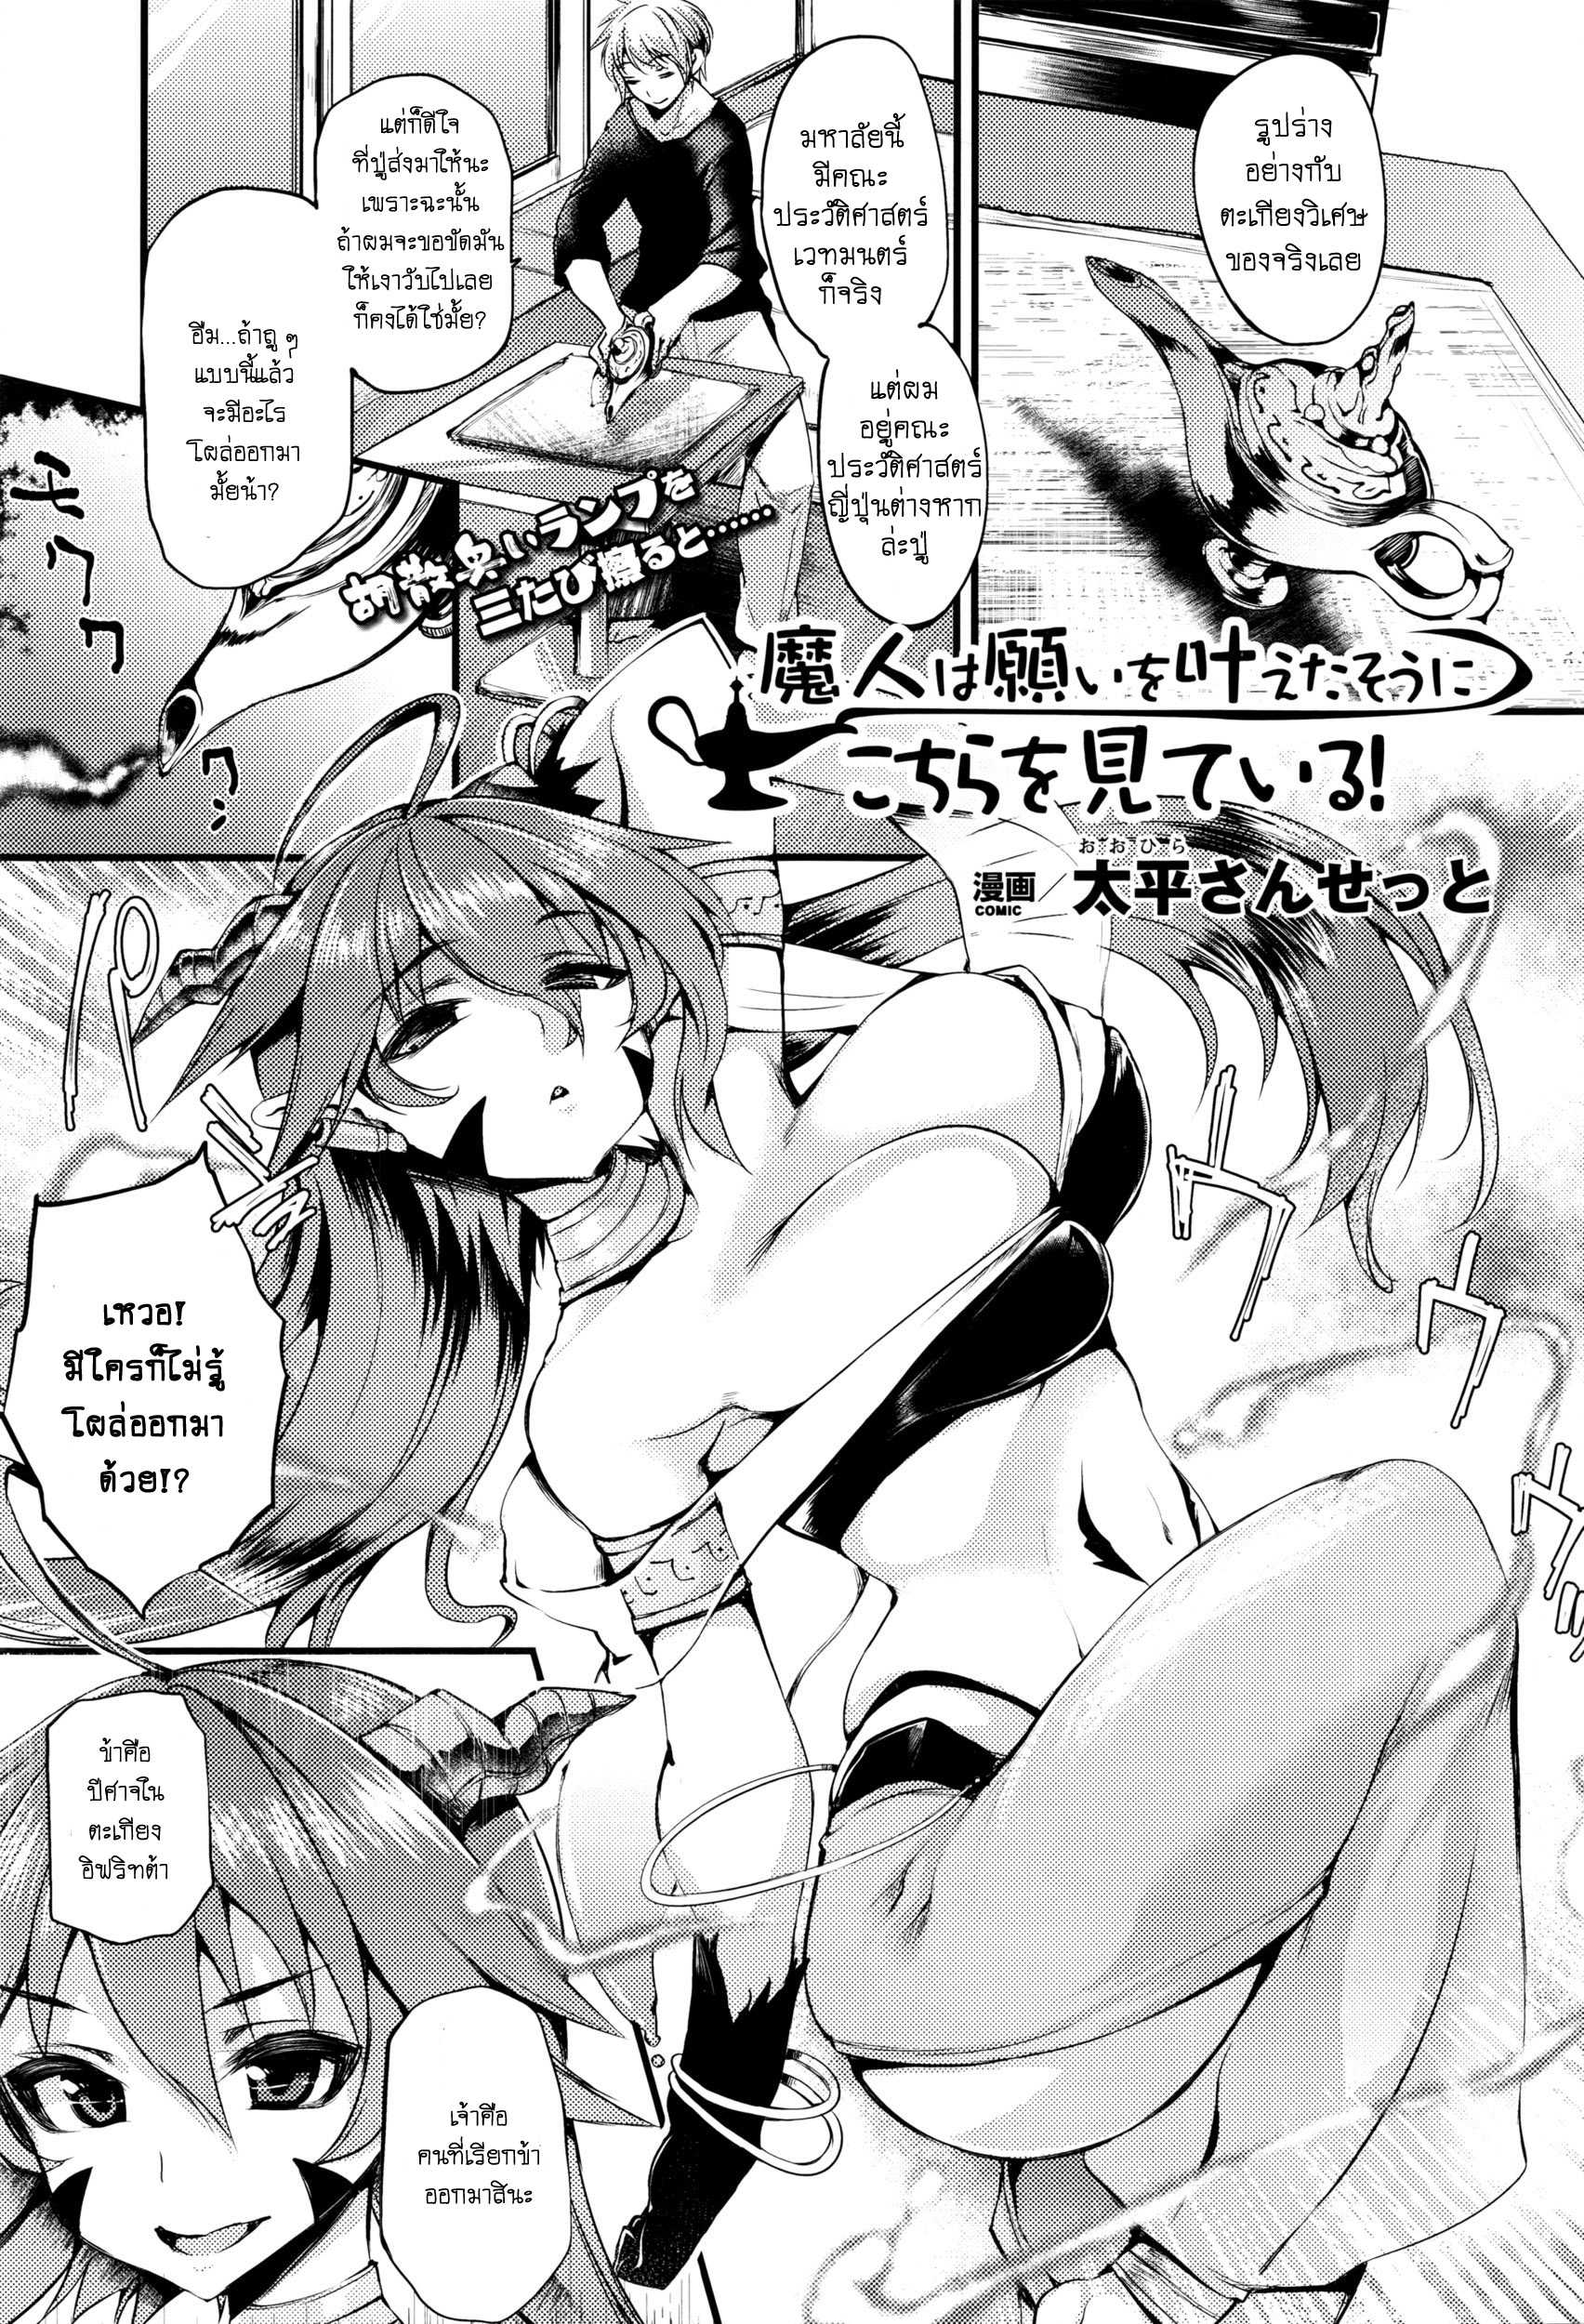 รูปร่าง
อย่างกับ
ตะเกียงวิเศษ
ของจริงเลย
มหาลัยนี้
มีคณะ
ประวัติศาสตร์
เวทมนตร์
ก็จริง
แต่ผม
อยู่คณะ
ประวัติศาสตร์
ญี่ปุ่นต่างหาก
ล่ะปู่
แต่ก็ดีใจ
ที่ปู่ส่งมาให้นะ
เพราะฉะนั้น
ถ้าผมจะขอขัดมัน
ให้เงาวับไปเลย
ก็คงได้ใช่มั้ย?
ฮึม...ถ้าถู ๆ
แบบนี้แล้ว
จะมีอะไร
โผล่ออกมา
มั้ยน้า?
胡散臭いランプを
三たび擦ると……
モクモク
魔人は願いを叶えたそうに
こちらを見ている!
おおひら
漫画 太平さんせっと
COMIC
เหวอ!
มีใครก็ไม่รู้
โผล่ออกมา
ด้วย!?
ข้าคือ
ปีศาจใน
ตะเกียง
อิฟริทต้า
เจ้าคือ
คนที่เรียกข้า
ออกมาสินะ